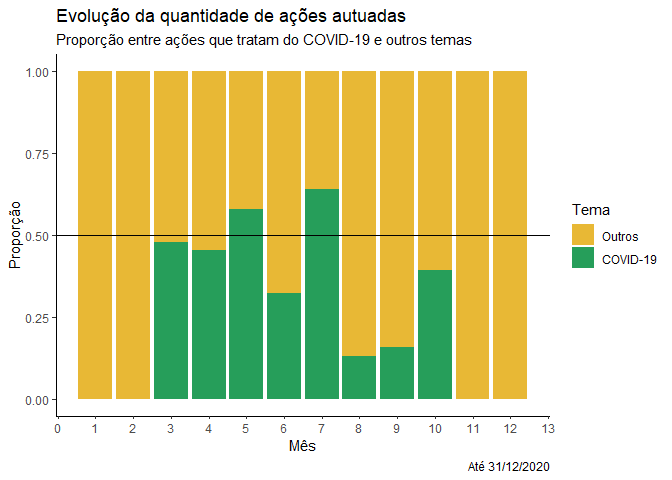 Evolução da quantidade de ações autuadas
Proporção entre ações que tratam do COVID-19 e outros temas
Proporção
1.00
0.75
0.50
0.25
0.00
0 1 2 3 4 5 6 7 8 9 10 11 12 13
Mês
Tema
Outros
COVID-19
Até 31/12/2020